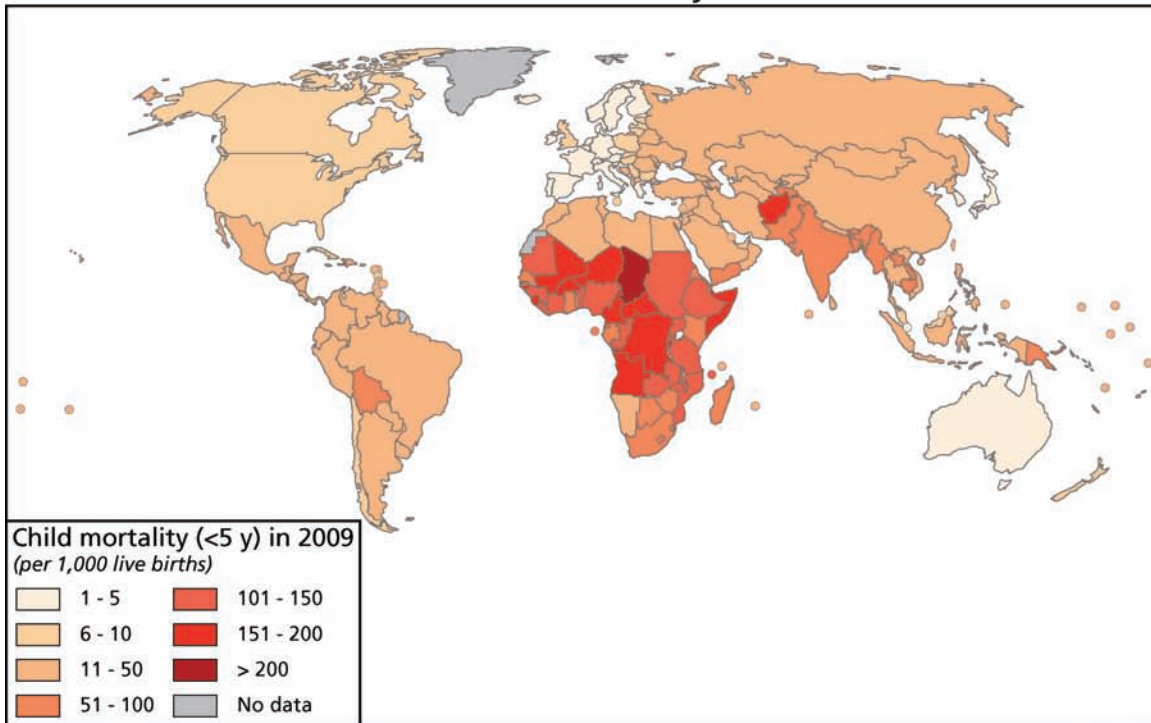 Child mortality (<5 y) in 2009
(per 1,000 live births)
1 - 5
6 - 10
11 - 50
51 - 100
101 - 150
151 - 200
> 200
No data